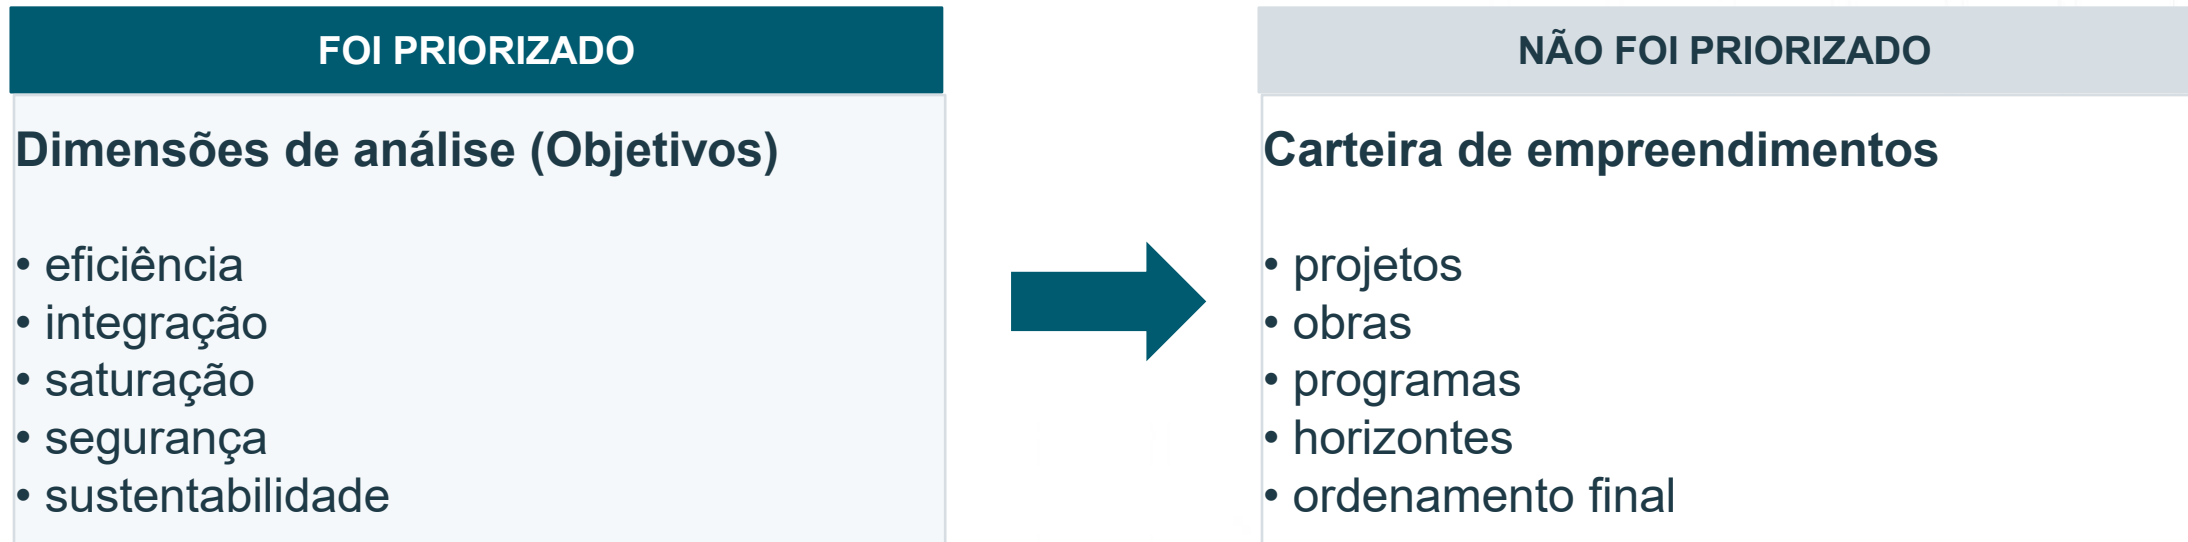 FOI PRIORIZADO
Dimensões de análise (Objetivos)
• eficiência
• integração
• saturação
• segurança
• sustentabilidade
NÃO FOI PRIORIZADO
Carteira de empreendimentos
• projetos
• obras
• programas
• horizontes
• ordenamento final